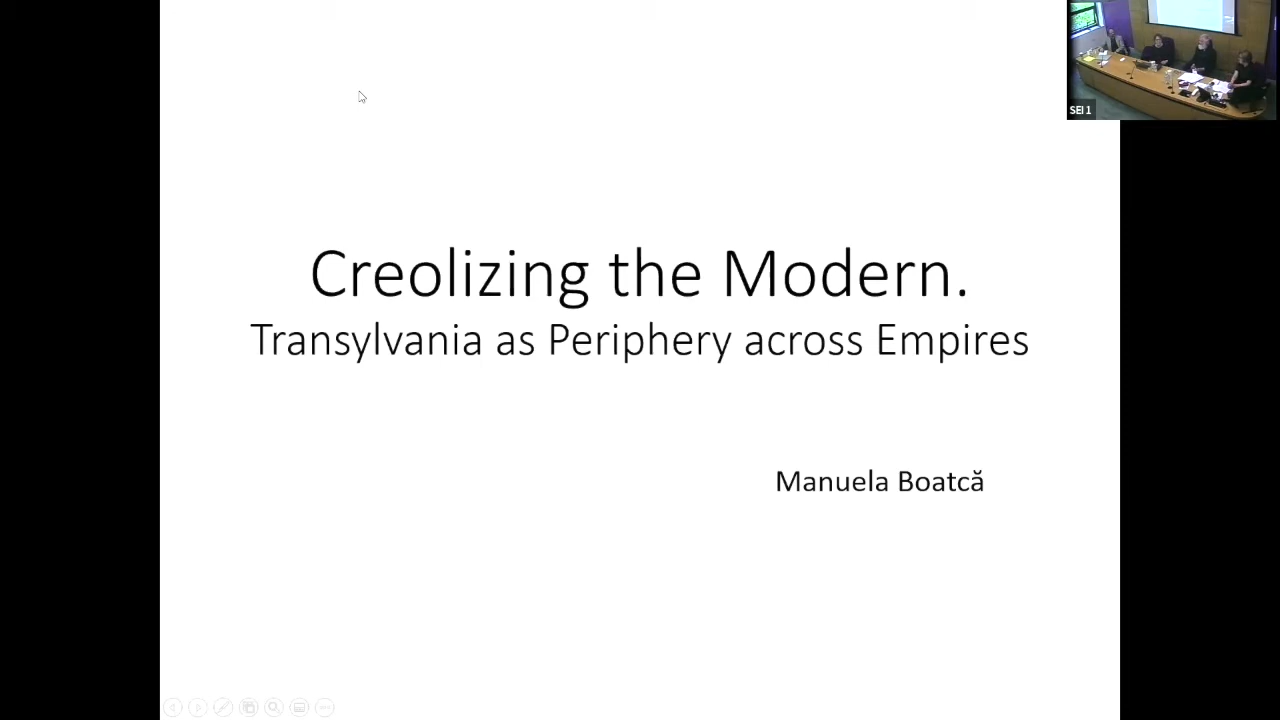 SEI 1
Creolizing the Modern.
Transylvania as Periphery across Empires
Manuela Boatcă